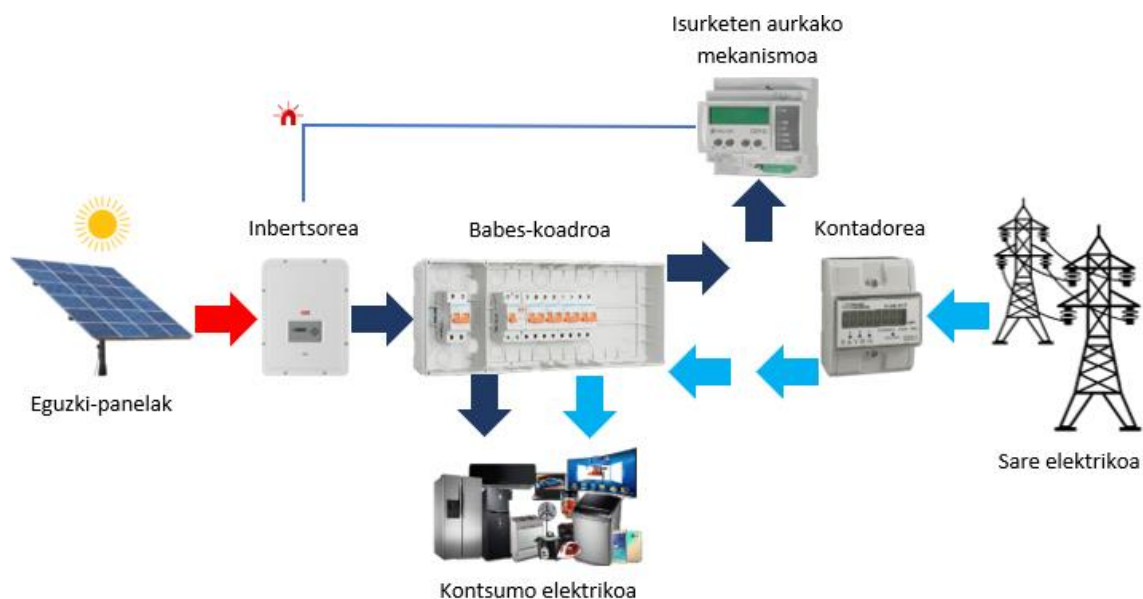 Isurketen aurkako
mekanismoa
Inbertsorea
Babes-koadroa
Kontadorea
Eguzki-panelak
Sare elektrikoa
Kontsumo elektrikoa